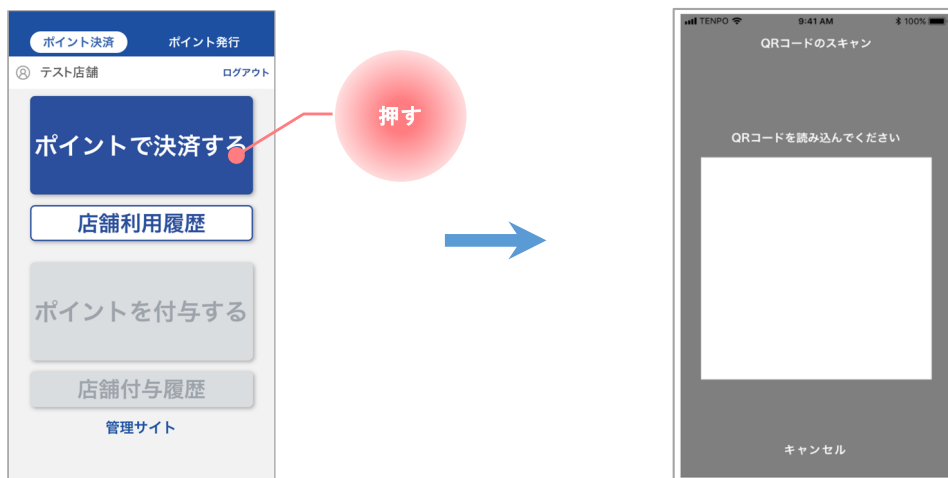 ポイント決済
ポイント発行
テスト店舗
ログアウト
ポイントで決済する
店舗利用履歴
ポイントを付与する
店舗付与履歴
管理サイト
押す
TENPO 9:41 AM 100%
QRコードのスキャン
QRコードを読み込んでください
キャンセル